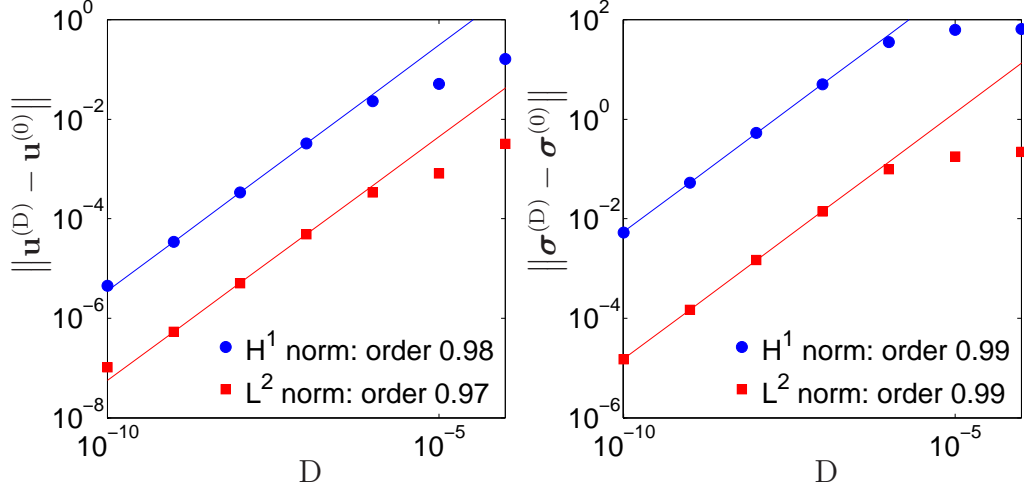 ‖u^(D) − u^(0)‖
10^0
10^−2
10^−4
10^−6
10^−8
H^1 norm: order 0.98
L^2 norm: order 0.97
10^−10
10^−5
D
‖σ^(D) − σ^(0)‖
10^2
10^0
10^−2
10^−4
10^−6
H^1 norm: order 0.99
L^2 norm: order 0.99
10^−10
10^−5
D